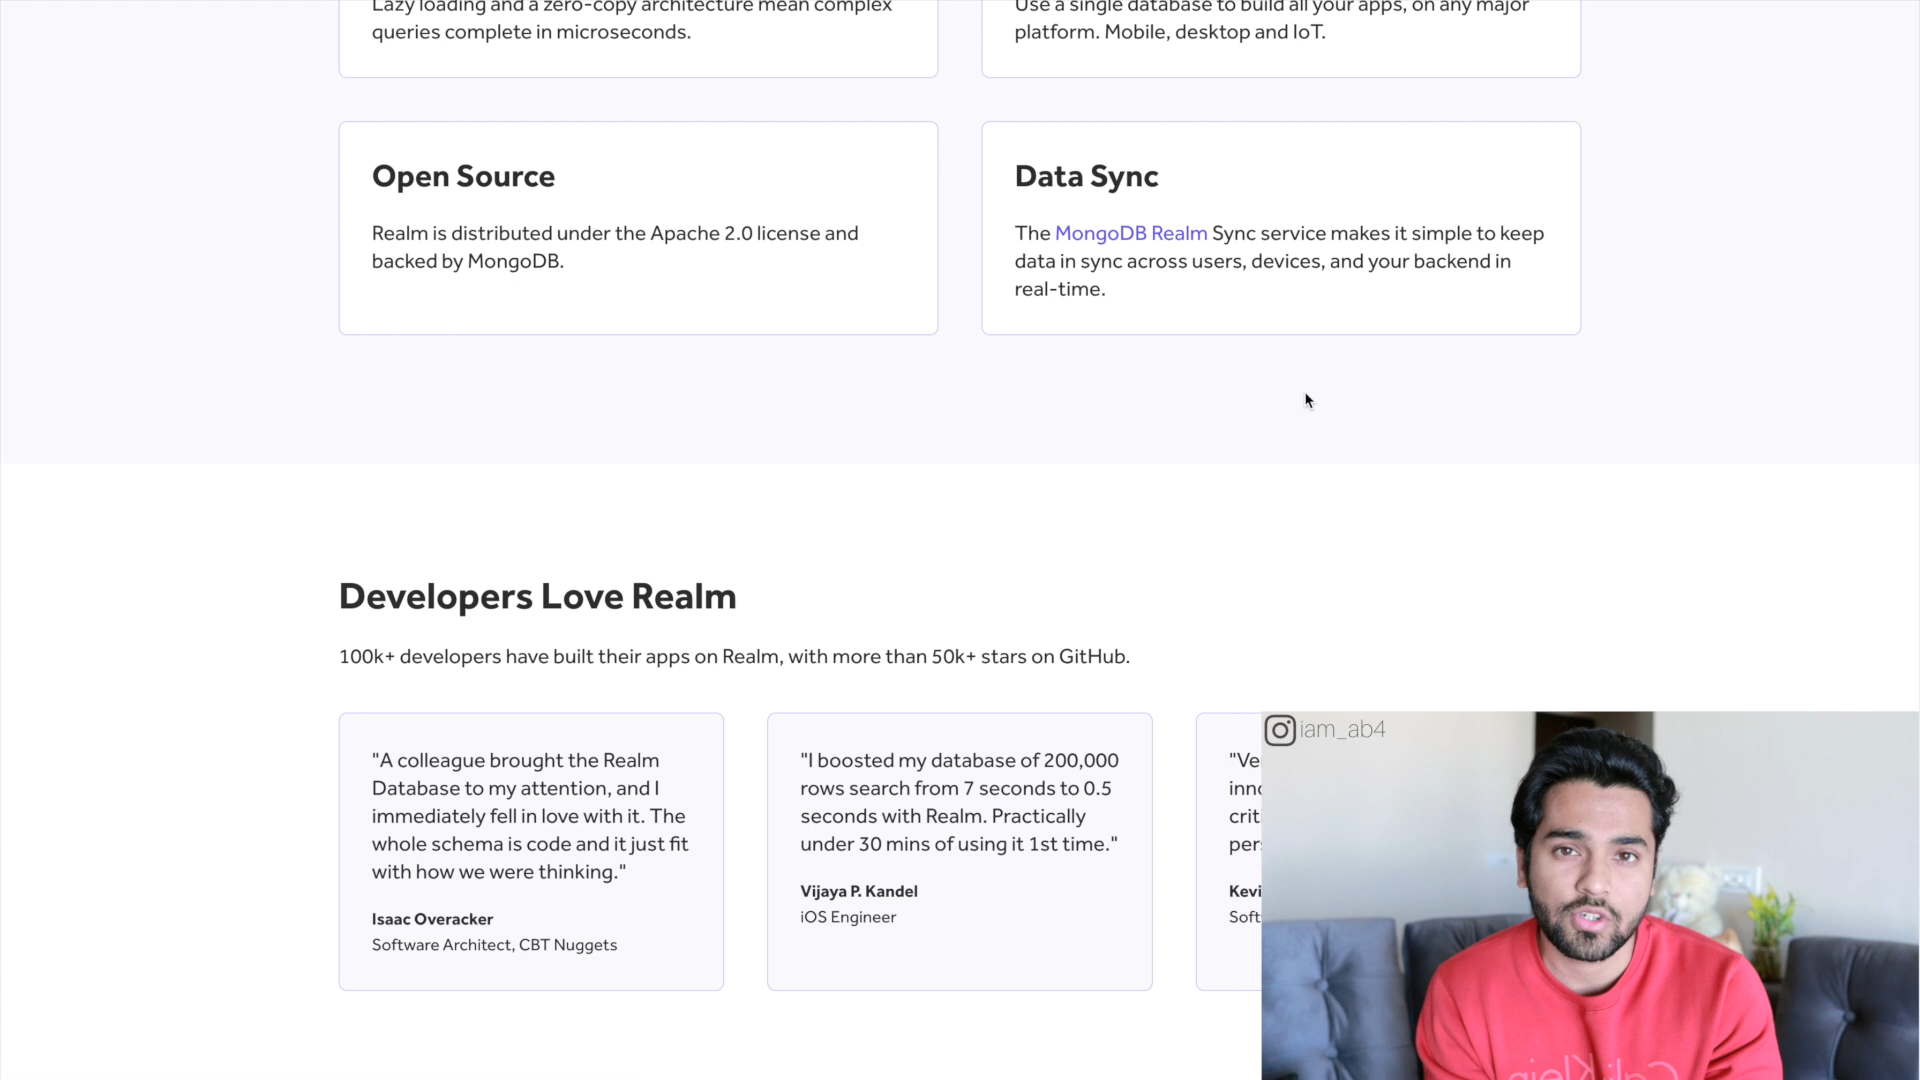 Lazy loading and a zero-copy architecture mean complex
queries complete in microseconds.
Use a single database to build all your apps, on any major
platform. Mobile, desktop and IoT.
Open Source
Realm is distributed under the Apache 2.0 license and
backed by MongoDB.
Data Sync
The MongoDB Realm Sync service makes it simple to keep
data in sync across users, devices, and your backend in
real-time.
Developers Love Realm
100k+ developers have built their apps on Realm, with more than 50k+ stars on GitHub.
"A colleague brought the Realm
Database to my attention, and I
immediately fell in love with it. The
whole schema is code and it just fit
with how we were thinking."
Isaac Overacker
Software Architect, CBT Nuggets
"I boosted my database of 200,000
rows search from 7 seconds to 0.5
seconds with Realm. Practically
under 30 mins of using it 1st time."
Vijaya P. Kandel
iOS Engineer
iam_ab4